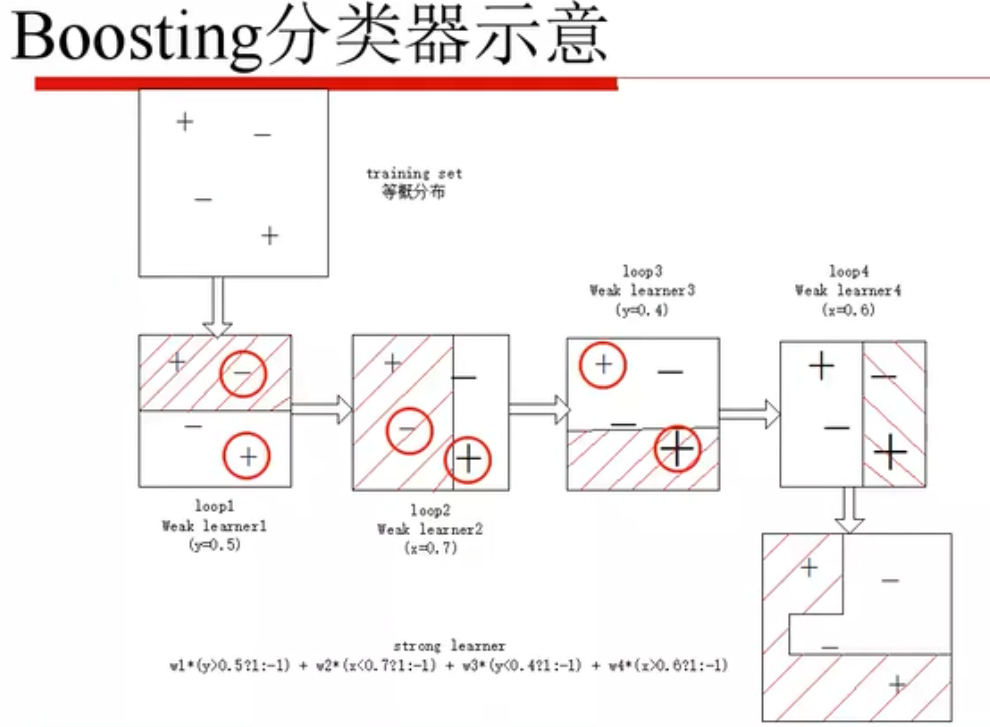 Boosting分类器示意
training set
等概分布
loop1
Weak learner1
(y=0.5)
loop2
Weak learner2
(x=0.7)
loop3
Weak learner3
(y=0.4)
loop4
Weak learner4
(x=0.6)
strong learner
w1*(y>0.5?1:-1) + w2*(x<0.7?1:-1) + w3*(y<0.4?1:-1) + w4*(x>0.6?1:-1)